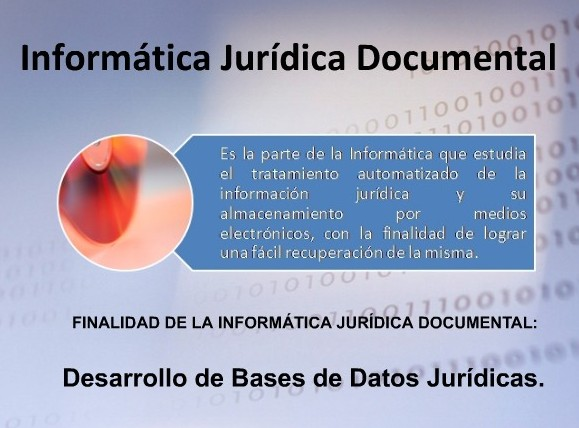 Informática Jurídica Documental
Es la parte de la Informática que estudia
el tratamiento automatizado de la
información jurídica y su
almacenamiento por medios
electrónicos, con la finalidad de lograr
una fácil recuperación de la misma.
FINALIDAD DE LA INFORMÁTICA JURÍDICA DOCUMENTAL:
Desarrollo de Bases de Datos Jurídicas.